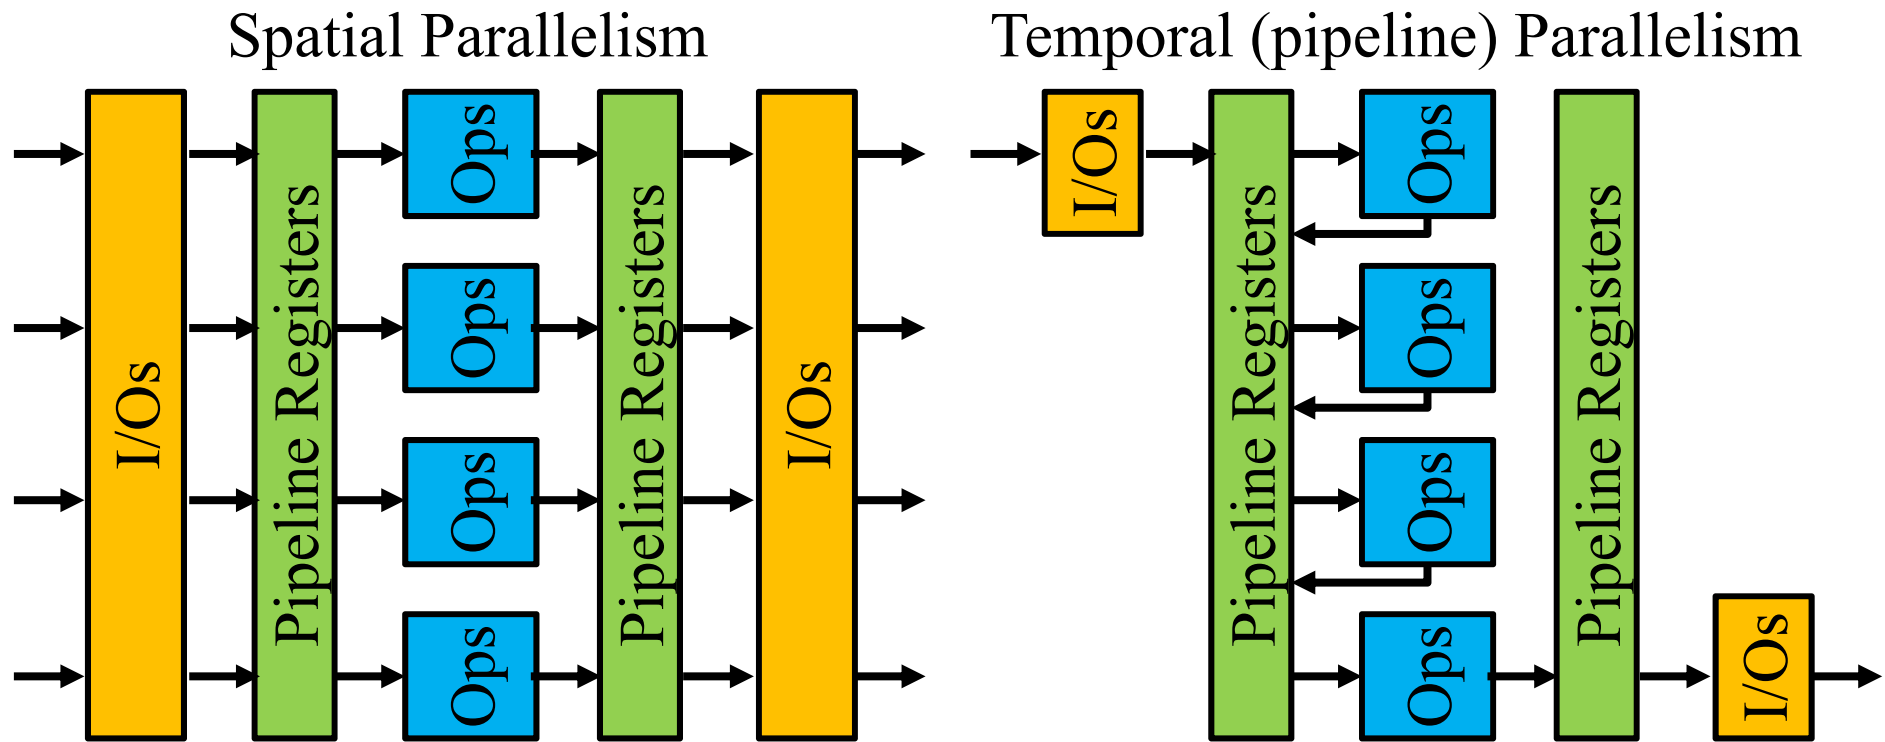 Spatial Parallelism
I/Os
Pipeline Registers
Ops
Ops
Ops
Ops
Pipeline Registers
I/Os
Temporal (pipeline) Parallelism
I/Os
Pipeline Registers
Ops
Ops
Ops
Ops
Pipeline Registers
I/Os